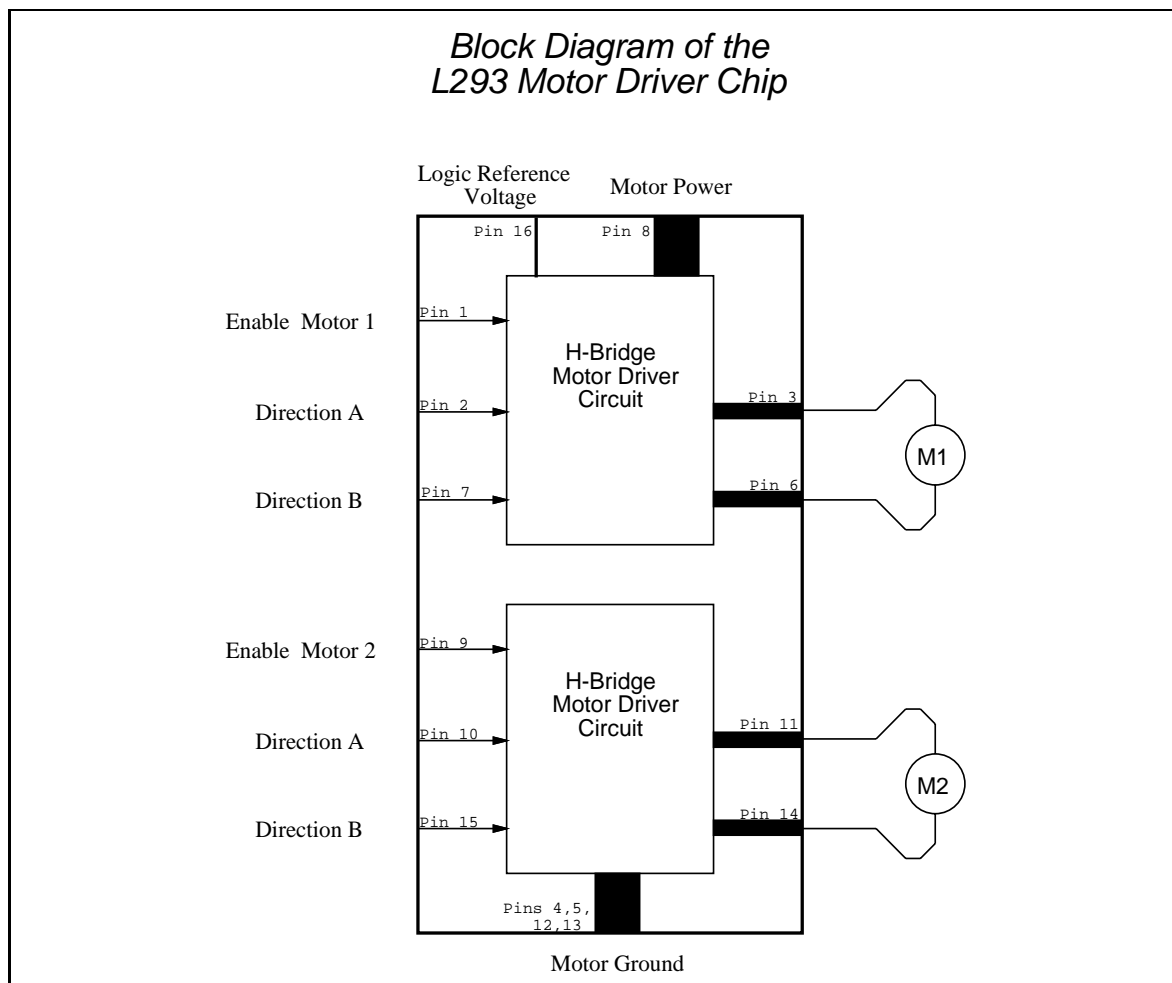 Block Diagram of the
L293 Motor Driver Chip
Logic Reference
Voltage
Motor Power
Pin 16
Pin 8
Enable Motor 1
Pin 1
H-Bridge
Motor Driver
Circuit
Direction A
Pin 2
Pin 3
M1
Direction B
Pin 7
Pin 6
Enable Motor 2
Pin 9
H-Bridge
Motor Driver
Circuit
Direction A
Pin 10
Pin 11
M2
Direction B
Pin 15
Pin 14
Pins 4,5,
12,13
Motor Ground